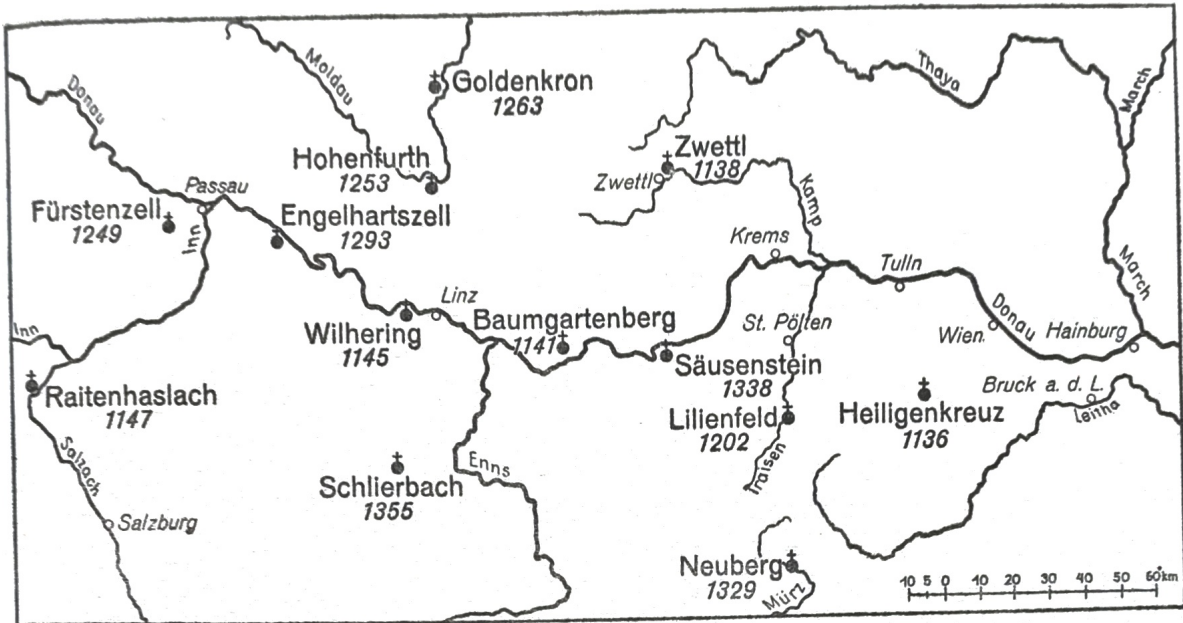 Donau
Moldau
Goldenkron
1263
Thaya
March
Hohenfurth
1253
Zwettl
1138
Zwettl
Kamp
Passau
Fürstenzell
1249
Inn
Engelhartszell
1293
Krems
Tulln
March
Inn
Linz
Wilhering
1145
Baumgartenberg
1141
St. Pölten
Wien
Donau
Hainburg
Säusenstein
1338
Raitenhaslach
1147
Lilienfeld
1202
Heiligenkreuz
1136
Bruck a. d. L.
Leitha
Salzach
Schlierbach
1355
Enns
Traisen
Salzburg
Neuberg
1329
Mürz
10 5 0 10 20 30 40 50 60 km